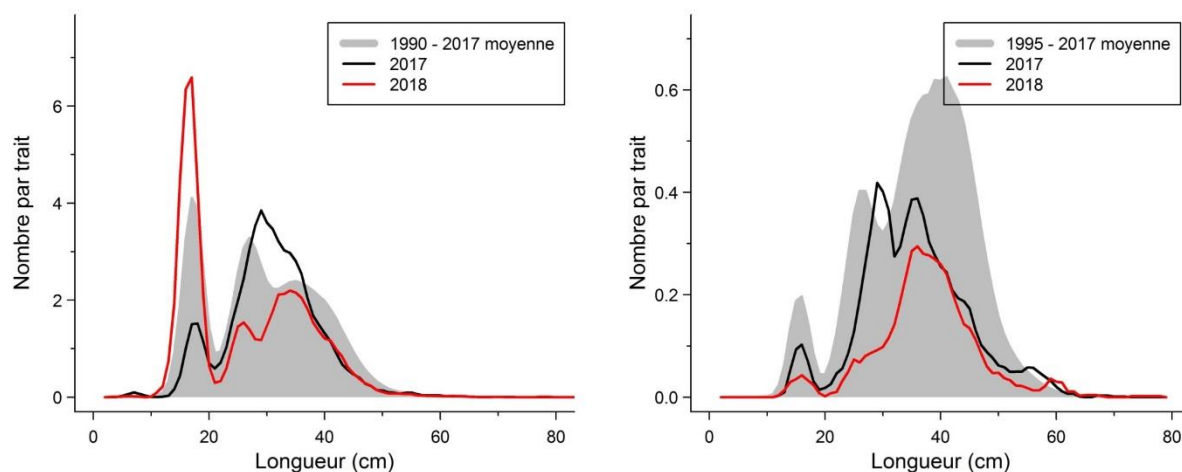 1990 - 2017 moyenne
2017
2018
Nombre par trait
6
4
2
0
0 20 40 60 80
Longueur (cm)
1995 - 2017 moyenne
2017
2018
Nombre par trait
0.6
0.4
0.2
0.0
0 20 40 60 80
Longueur (cm)